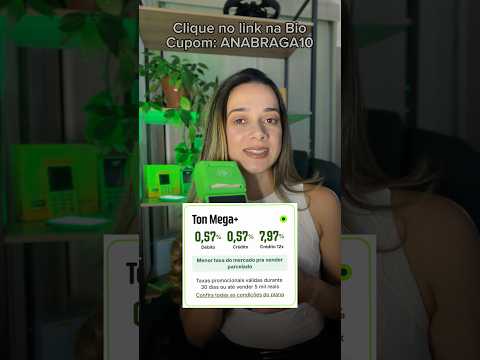 Clique no link na Bio
Cupom: ANABRAGA10
Ton Mega+
0,57% 0,57% 7,97%
Débito Crédito Crédito 12x
Menor taxa do mercado pra vender
parcelado
Taxas promocionais válidas durante
30 dias ou até vender 5 mil reais
Confira todas as condições do plano